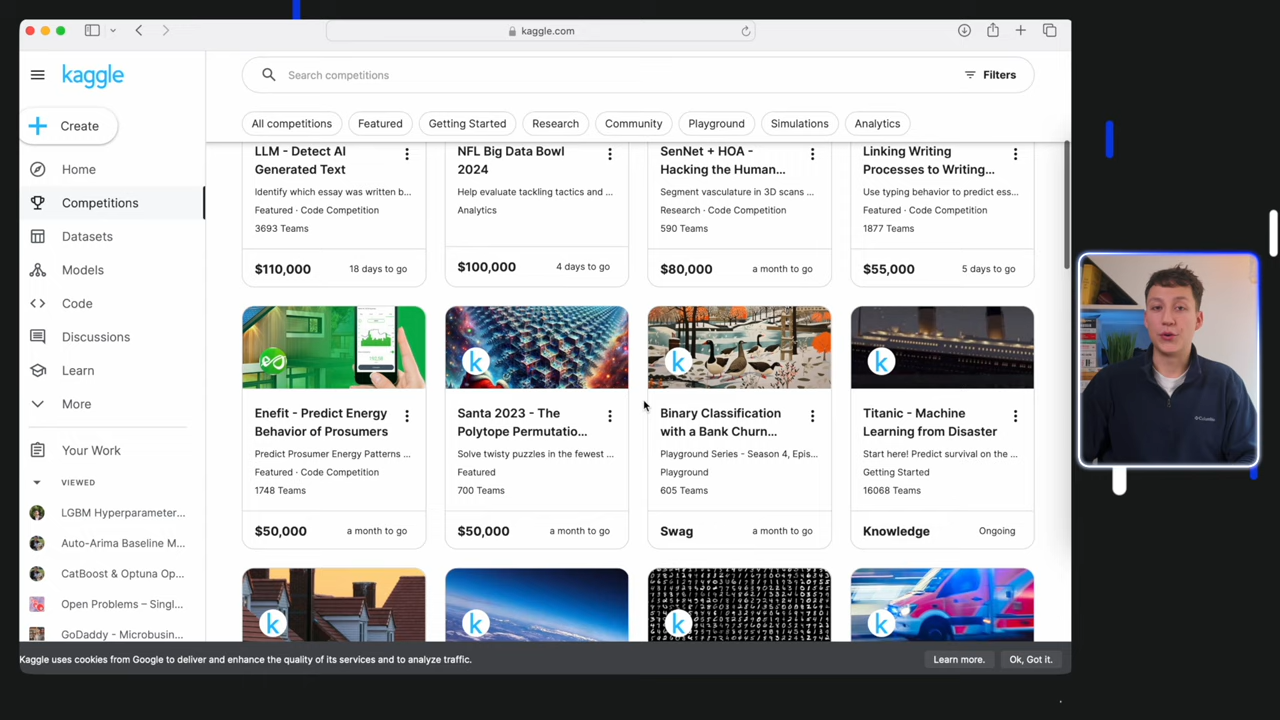 kaggle.com
kaggle
Search competitions
Filters
Create
All competitions
Featured
Getting Started
Research
Community
Playground
Simulations
Analytics
Home
Competitions
Datasets
Models
Code
Discussions
Learn
More
Your Work
VIEWED
LGBM Hyperparameter...
Auto-Arima Baseline M...
CatBoost & Optuna Op...
Open Problems – Singl...
GoDaddy - Microbusin...
LLM - Detect AI
Generated Text
Identify which essay was written b...
Featured · Code Competition
3693 Teams
$110,000
18 days to go
NFL Big Data Bowl
2024
Help evaluate tackling tactics and ...
Analytics
$100,000
4 days to go
SenNet + HOA -
Hacking the Human...
Segment vasculature in 3D scans ...
Research · Code Competition
590 Teams
$80,000
a month to go
Linking Writing
Processes to Writing...
Use typing behavior to predict ess...
Featured · Code Competition
1877 Teams
$55,000
5 days to go
k
k
k
Enefit - Predict Energy
Behavior of Prosumers
Predict Prosumer Energy Patterns ...
Featured · Code Competition
1748 Teams
$50,000
a month to go
Santa 2023 - The
Polytope Permutatio...
Solve twisty puzzles in the fewest ...
Featured
700 Teams
$50,000
a month to go
Binary Classification
with a Bank Churn...
Playground Series - Season 4, Epis...
Playground
605 Teams
Swag
a month to go
Titanic - Machine
Learning from Disaster
Start here! Predict survival on the ...
Getting Started
16068 Teams
Knowledge
Ongoing
k
k
k
k
Kaggle uses cookies from Google to deliver and enhance the quality of its services and to analyze traffic.
Learn more.
Ok, Got it.